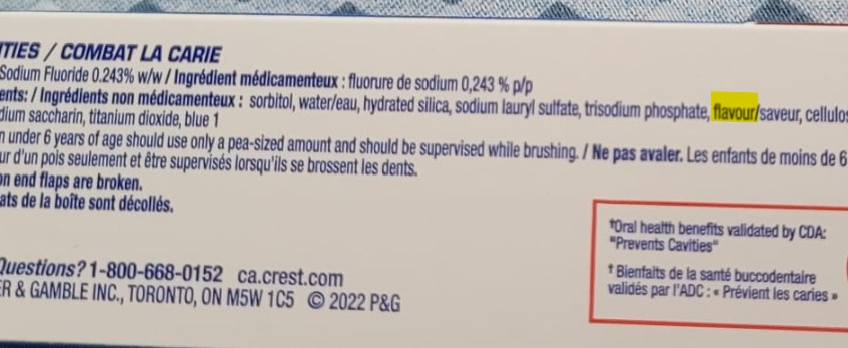 TIES / COMBAT LA CARIE
Sodium Fluoride 0.243% w/w / Ingrédient médicamenteux : fluorure de sodium 0,243 % p/p
ents: / Ingrédients non médicamenteux : sorbitol, water/eau, hydrated silica, sodium lauryl sulfate, trisodium phosphate, flavour/saveur, cellulos
dium saccharin, titanium dioxide, blue 1
n under 6 years of age should use only a pea-sized amount and should be supervised while brushing. / Ne pas avaler. Les enfants de moins de 6
ur d'un pois seulement et être supervisés lorsqu'ils se brossent les dents.
on end flaps are broken.
ats de la boîte sont décollés.
†Oral health benefits validated by CDA:
"Prevents Cavities"
† Bienfaits de la santé buccodentaire
validés par l'ADC : « Prévient les caries »
Questions? 1-800-668-0152 ca.crest.com
ER & GAMBLE INC., TORONTO, ON M5W 1C5 © 2022 P&G